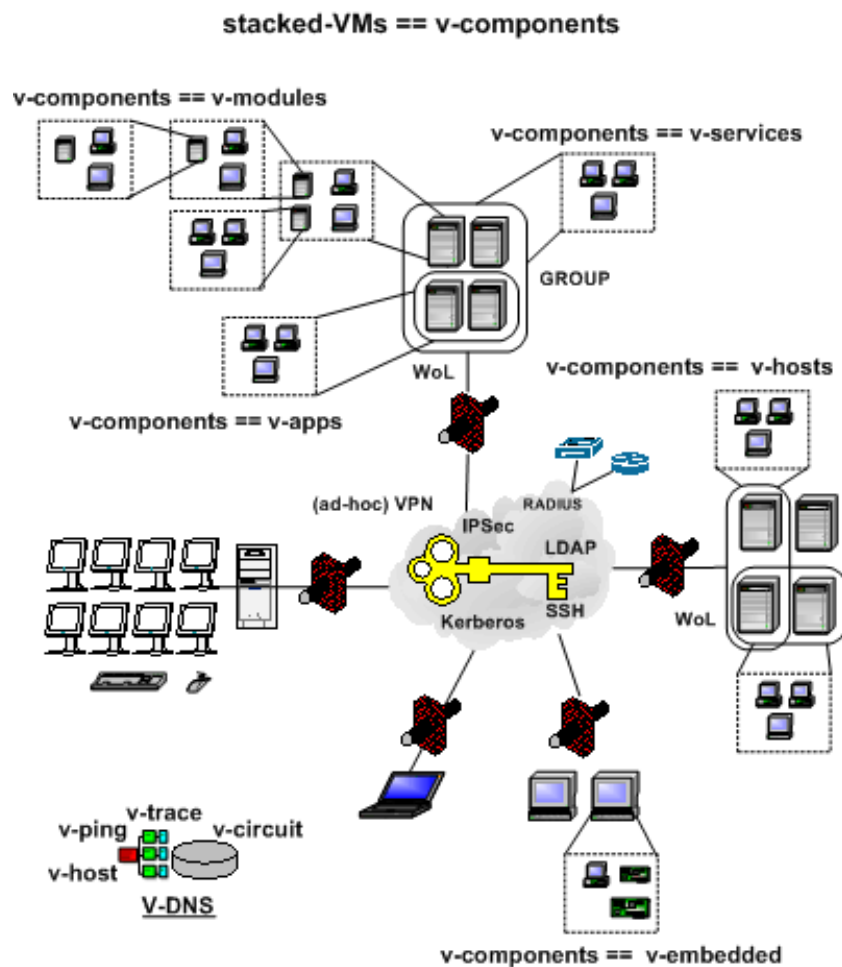 stacked-VMs == v-components
v-components == v-modules
v-components == v-services
GROUP
WoL
v-components == v-hosts
v-components == v-apps
(ad-hoc) VPN
RADIUS
IPSec
LDAP
WoL
SSH
Kerberos
v-trace
v-ping
v-circuit
v-host
V-DNS
v-components == v-embedded